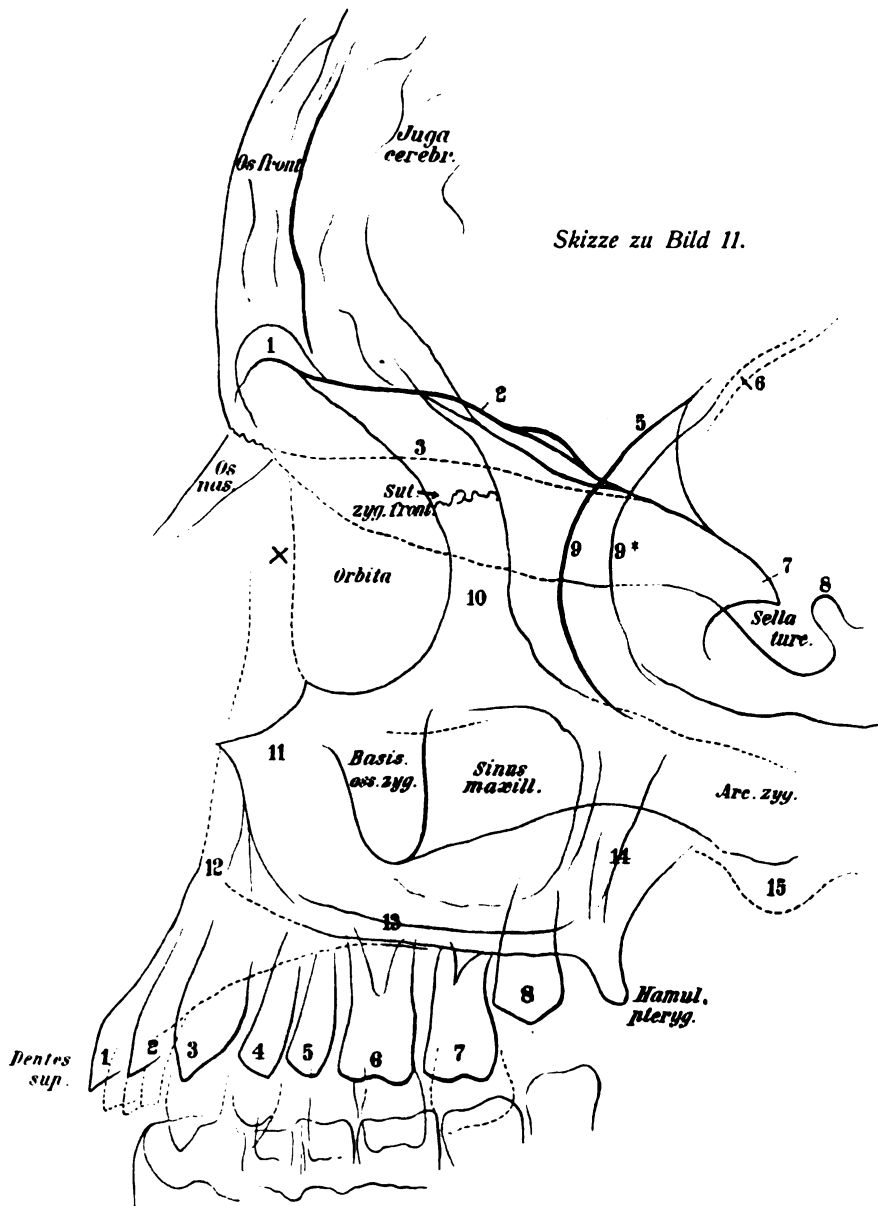 Juga
cerebr.
Os front.
Skizze zu Bild 11.
1
2
6
5
3
Os
nas.
Sut.
zyg. front.
9
9*
7
8
Orbita
10
Sella
turc.
11
Basis.
oss. zyg.
Sinus
maxill.
Arc. zyg.
12
14
15
13
Hamul.
pteryg.
Dentes
sup.
1
2
3
4
5
6
7
8